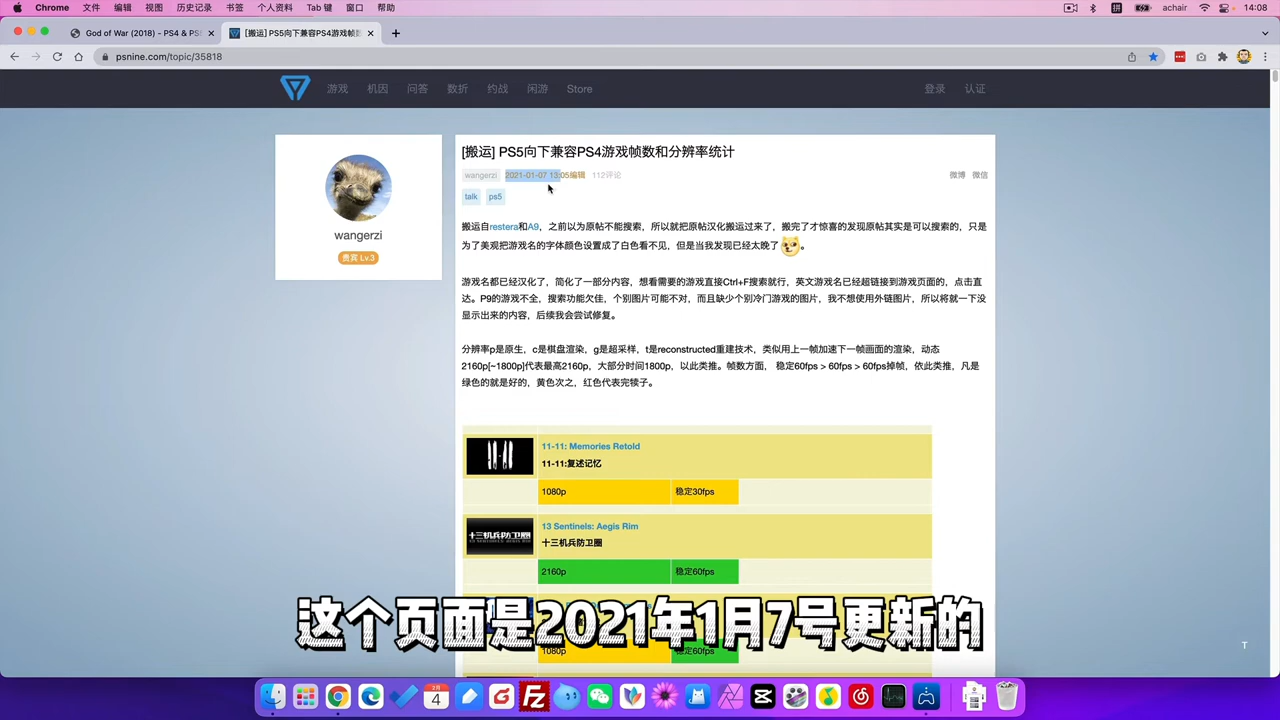 Chrome 文件 编辑 视图 历史记录 书签 个人资料 Tab 键 窗口 帮助 拼 achair 14:08
God of War (2018) - PS4 & PS
[搬运] PS5向下兼容PS4游戏帧数
psnine.com/topic/35818
游戏 机因 问答 数折 约战 闲游 Store 登录 认证
wangerzi
贵宾 Lv.3
[搬运] PS5向下兼容PS4游戏帧数和分辨率统计
wangerzi 2021-01-07 13:05编辑 112评论 微博 微信
talk ps5
搬运自restera和A9，之前以为原帖不能搜索，所以就把原帖汉化搬运过来了，搬完了才惊喜的发现原帖其实是可以搜索的，只是
为了美观把游戏名的字体颜色设置成了白色看不见，但是当我发现已经太晚了。
游戏名都已经汉化了，简化了一部分内容，想看需要的游戏直接Ctrl+F搜索就行，英文游戏名已经超链接到游戏页面的，点击直
达。P9的游戏不全，搜索功能欠佳，个别图片可能不对，而且缺少个别冷门游戏的图片，我不想使用外链图片，所以将就一下没
显示出来的内容，后续我会尝试修复。
分辨率p是原生，c是棋盘渲染，g是超采样，t是reconstructed重建技术，类似用上一帧加速下一帧画面的渲染，动态
2160p[~1800p]代表最高2160p，大部分时间1800p，以此类推。帧数方面， 稳定60fps > 60fps > 60fps掉帧，依此类推，凡是
绿色的就是好的，黄色次之，红色代表完犊子。
11-11: Memories Retold
11-11:复述记忆
1080p 稳定30fps
十三机兵防卫圈
13 Sentinels: Aegis Rim
十三机兵防卫圈
2160p 稳定60fps
这个页面是2021年1月7号更新的
1080p 稳定60fps
T
2月
4